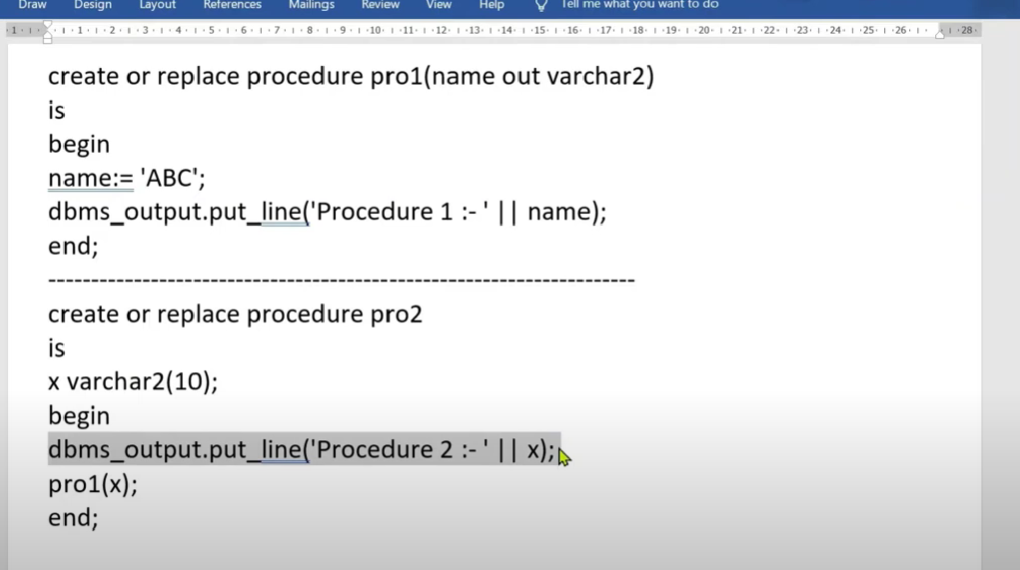 Draw Design Layout References Mailings Review View Help Tell me what you want to do
1 1 2 3 4 5 6 7 8 9 10 11 12 13 14 15 16 17 18 19 20 21 22 23 24 25 26 28
create or replace procedure pro1(name out varchar2)
is
begin
name:= 'ABC';
dbms_output.put_line('Procedure 1 :- ' || name);
end;
---------------------------------------------------------------------
create or replace procedure pro2
is
x varchar2(10);
begin
dbms_output.put_line('Procedure 2 :- ' || x);
pro1(x);
end;